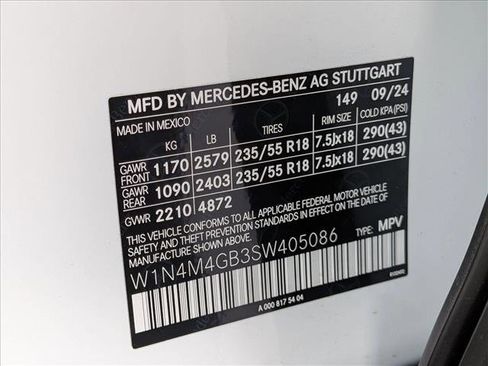 MFD BY MERCEDES-BENZ AG STUTTGART
MADE IN MEXICO 149 09/24
KG LB TIRES RIM SIZE COLD KPA(PSI)
GAWR FRONT 1170 2579 235/55 R18 7.5Jx18 290(43)
GAWR REAR 1090 2403 235/55 R18 7.5Jx18 290(43)
GVWR 2210 4872
THIS VEHICLE CONFORMS TO ALL APPLICABLE FEDERAL MOTOR VEHICLE
SAFETY, BUMPER, AND THEFT PREVENTION STANDARDS IN EFFECT ON THE
DATE OF MANUFACTURE SHOWN ABOVE.
W1N4M4GB3SW405086 TYPE: MPV
A 000 817 54 04